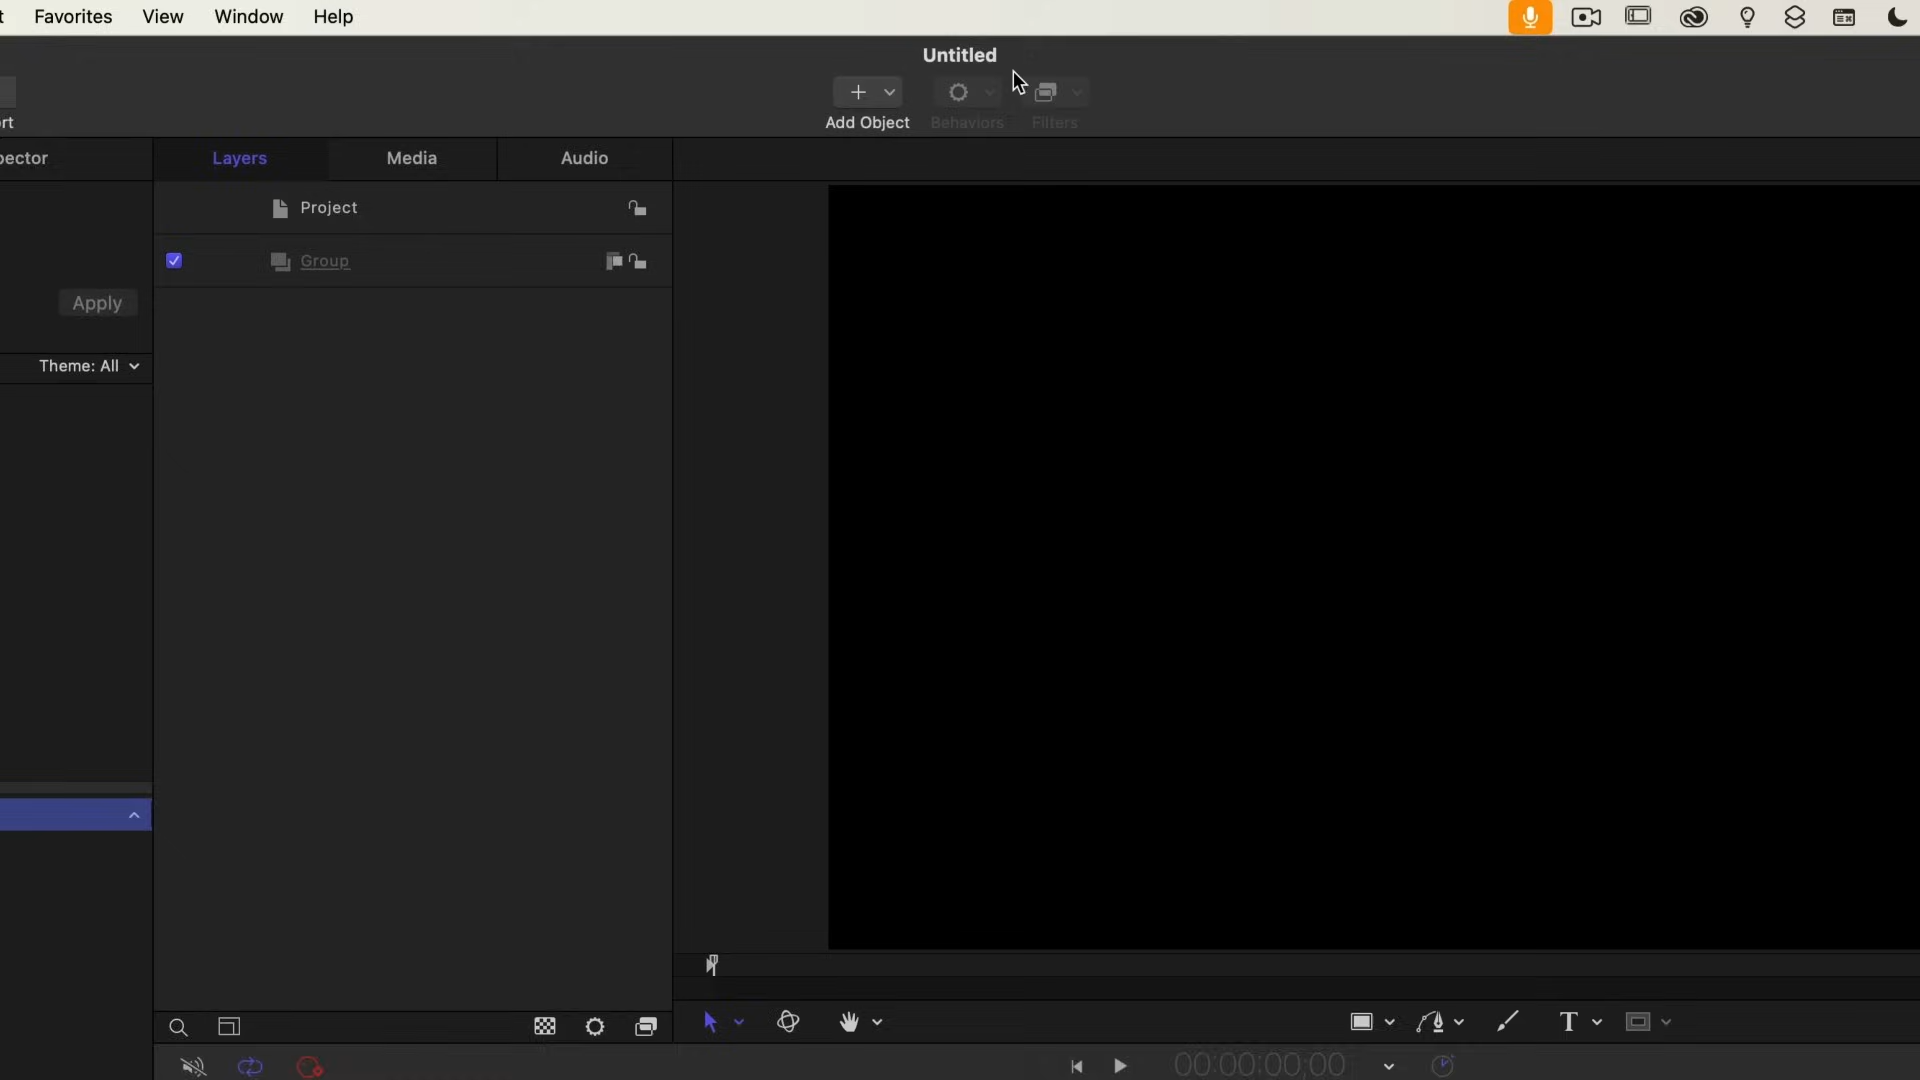 t Favorites View Window Help
Untitled
rt
Add Object Behaviors Filters
pector Layers Media Audio
Project
Group
Apply
Theme: All
T
00:00:00;00